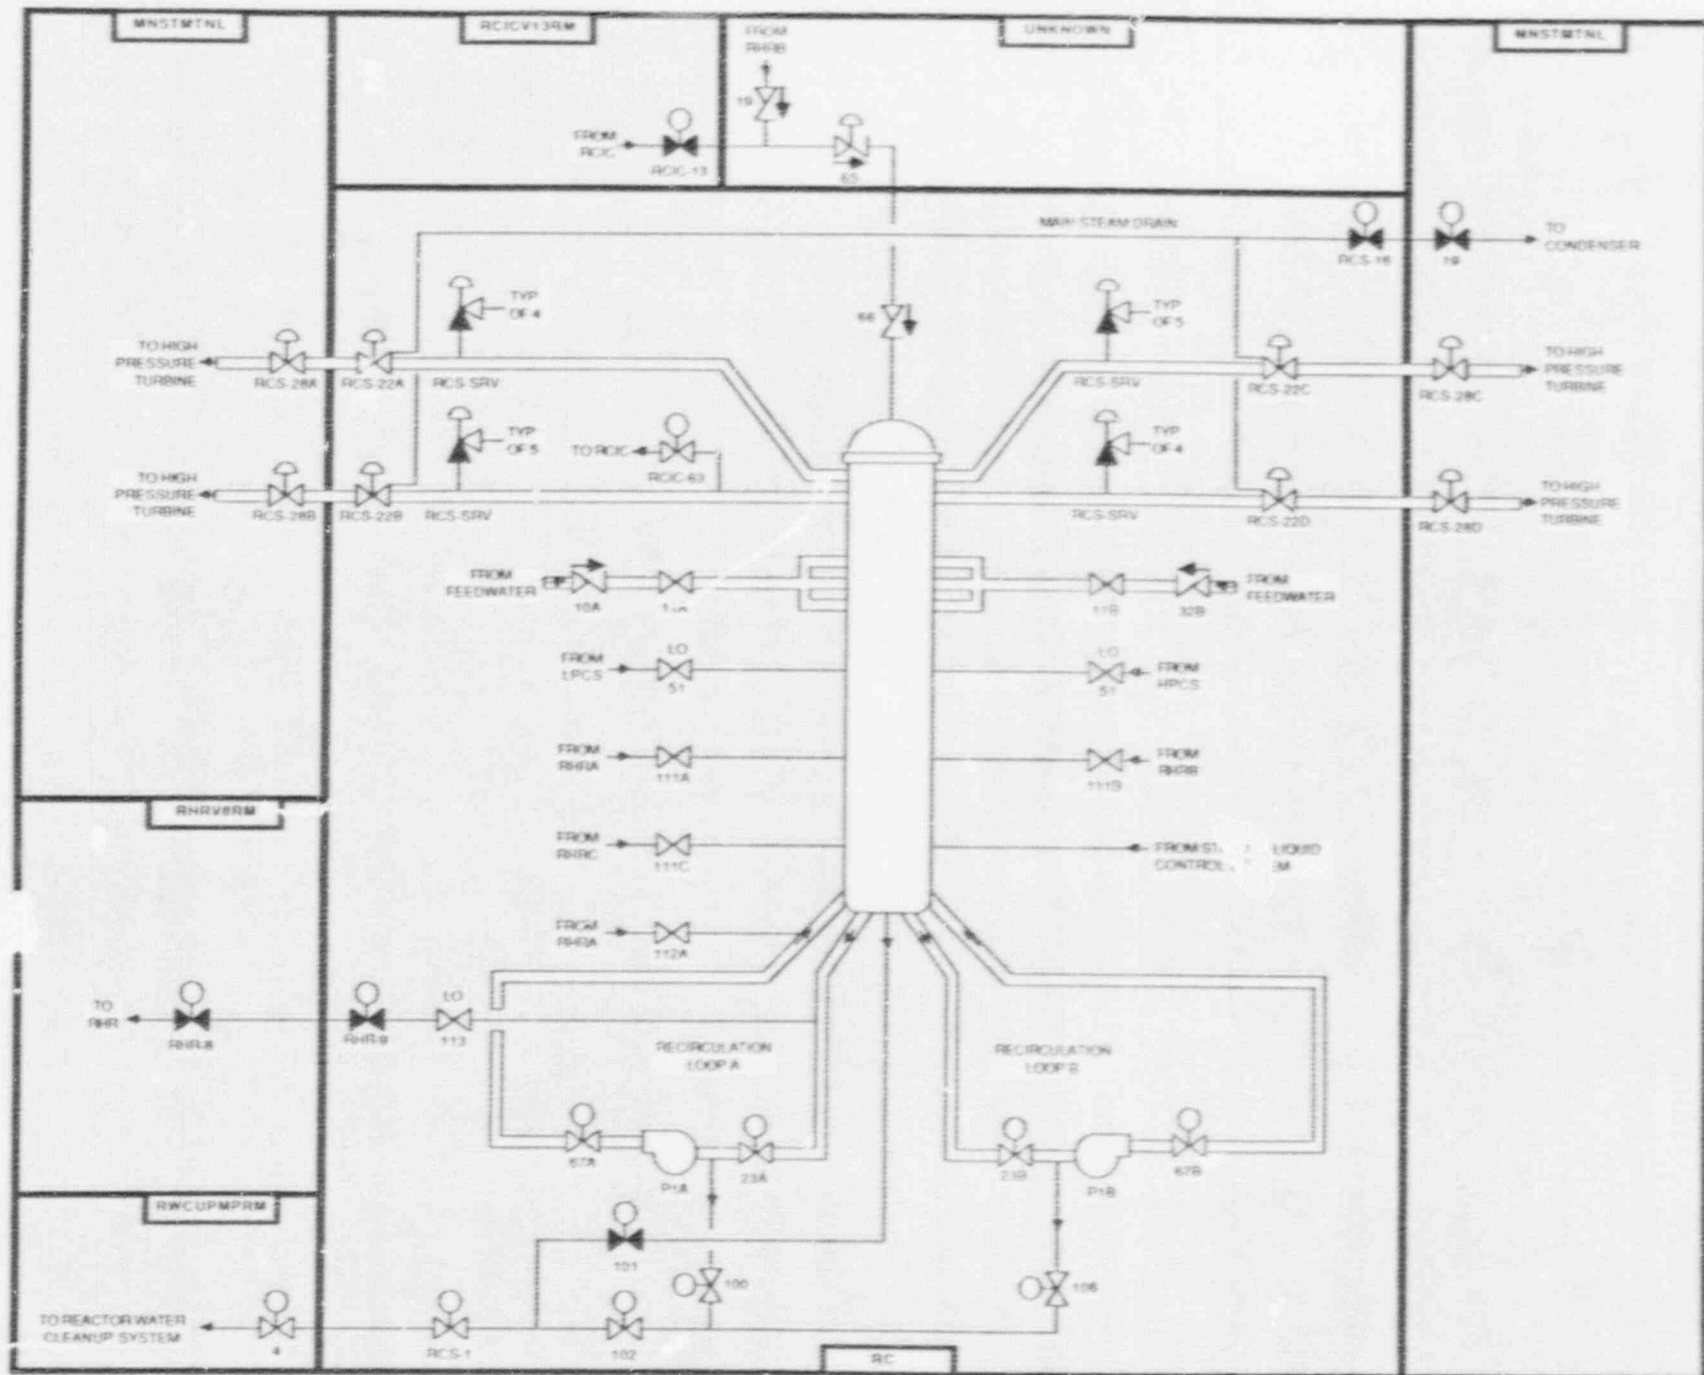 MNSTMTNL
RCICV13RM
UNKNOWN
MNSTMTNL
FROM
RHRB
19
FROM
RCIC
RCIC-13
65
MAIN STEAM DRAIN
RCS-16
19
TO
CONDENSER
TYP
OF 4
66
TYP
OF 5
TO HIGH
PRESSURE
TURBINE
RCS-28A
RCS-22A
RCS-SRV
RCS-SRV
RCS-22C
RCS-28C
TO HIGH
PRESSURE
TURBINE
TYP
OF 5
TO RCIC
RCIC-63
TYP
OF 4
TO HIGH
PRESSURE
TURBINE
RCS-28B
RCS-22B
RCS-SRV
RCS-SRV
RCS-22D
RCS-28D
TO HIGH
PRESSURE
TURBINE
FROM
FEEDWATER
10A
11B
32B
FROM
FEEDWATER
FROM
LPCS
LO
51
LO
51
FROM
HPCS
FROM
RHRA
111A
111B
FROM
RHRB
FROM
RHRC
111C
FROM LIQUID
CONTROL
FROM
RHRA
112A
TO
RHR
RHR-8
RHR-9
LO
113
RECIRCULATION
LOOP A
RECIRCULATION
LOOP B
67A
P1A
23A
23B
P1B
67B
RHRV8RM
RWCUPMPRM
101
100
106
TO REACTOR WATER
CLEANUP SYSTEM
4
RCS-1
102
RC